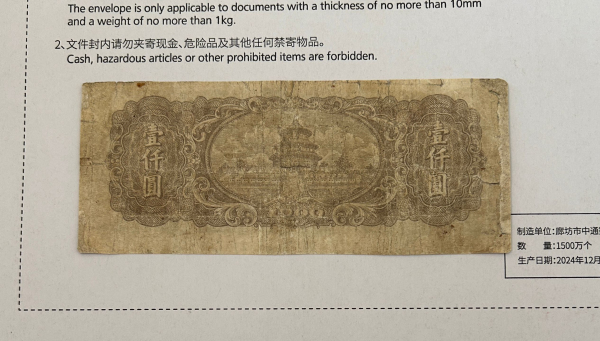 The envelope is only applicable to documents with a thickness of no more than 10mm
and a weight of no more than 1kg.
2、文件封内请勿夹寄现金、危险品及其他任何禁寄物品。
Cash, hazardous articles or other prohibited items are forbidden.
壹仟圓
壹仟圓
1000
制造单位:廊坊市中通
数 量:1500万个
生产日期:2024年12月